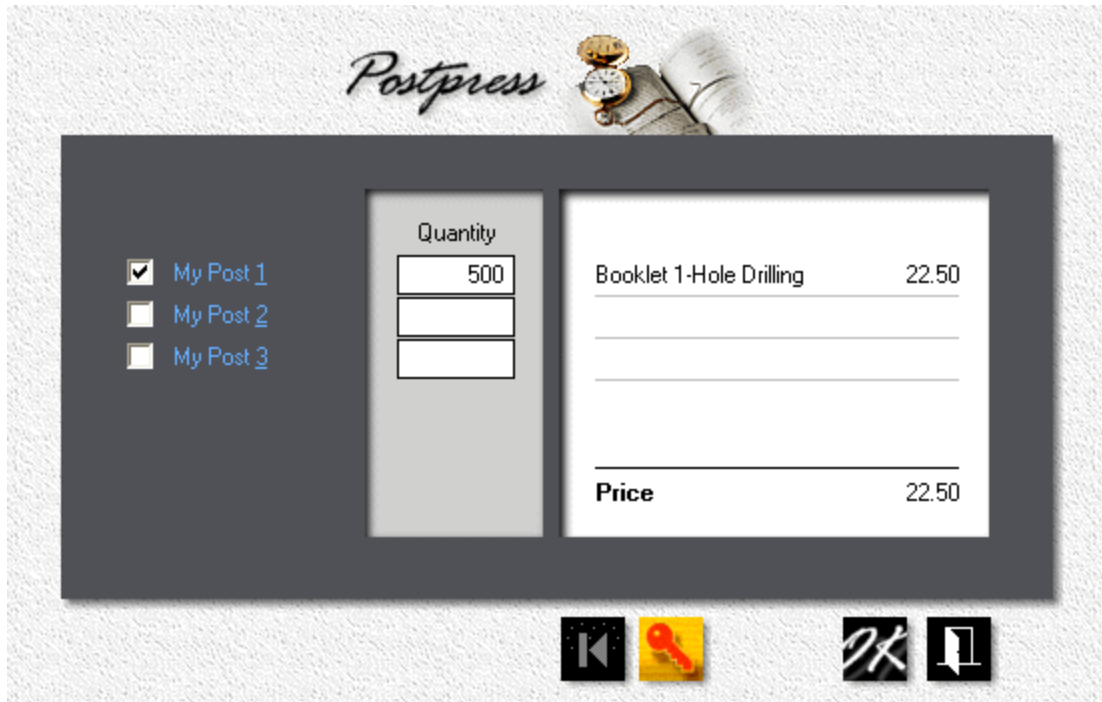 Postpress
Quantity
My Post 1 500 Booklet 1-Hole Drilling 22.50
My Post 2
My Post 3
Price 22.50
OK